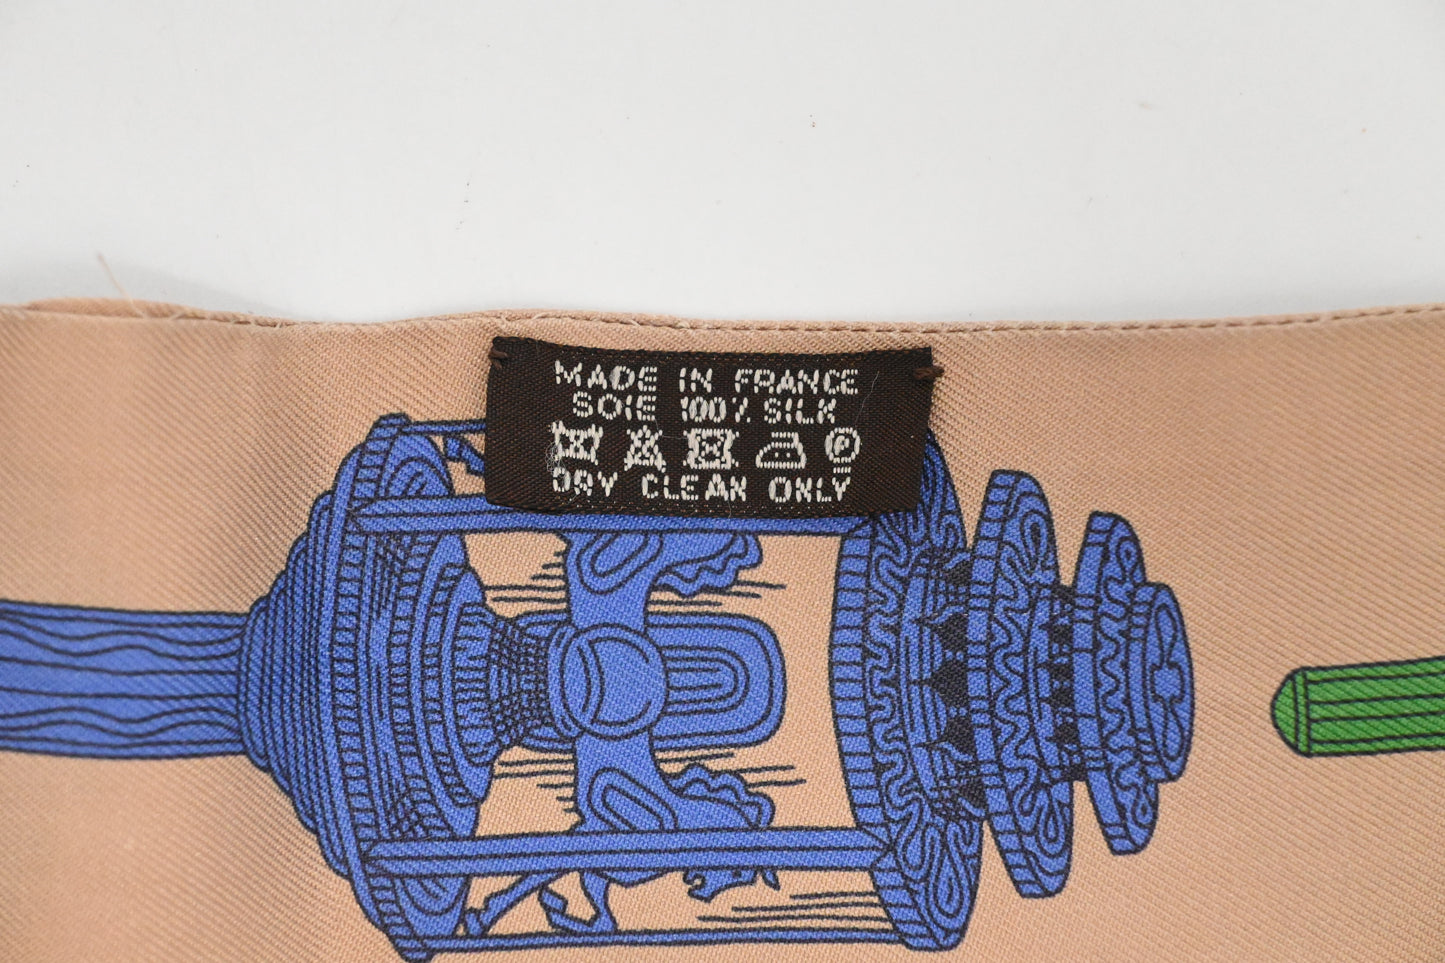 MADE IN FRANCE
SOIE 100% SILK
P
DRY CLEAN ONLY